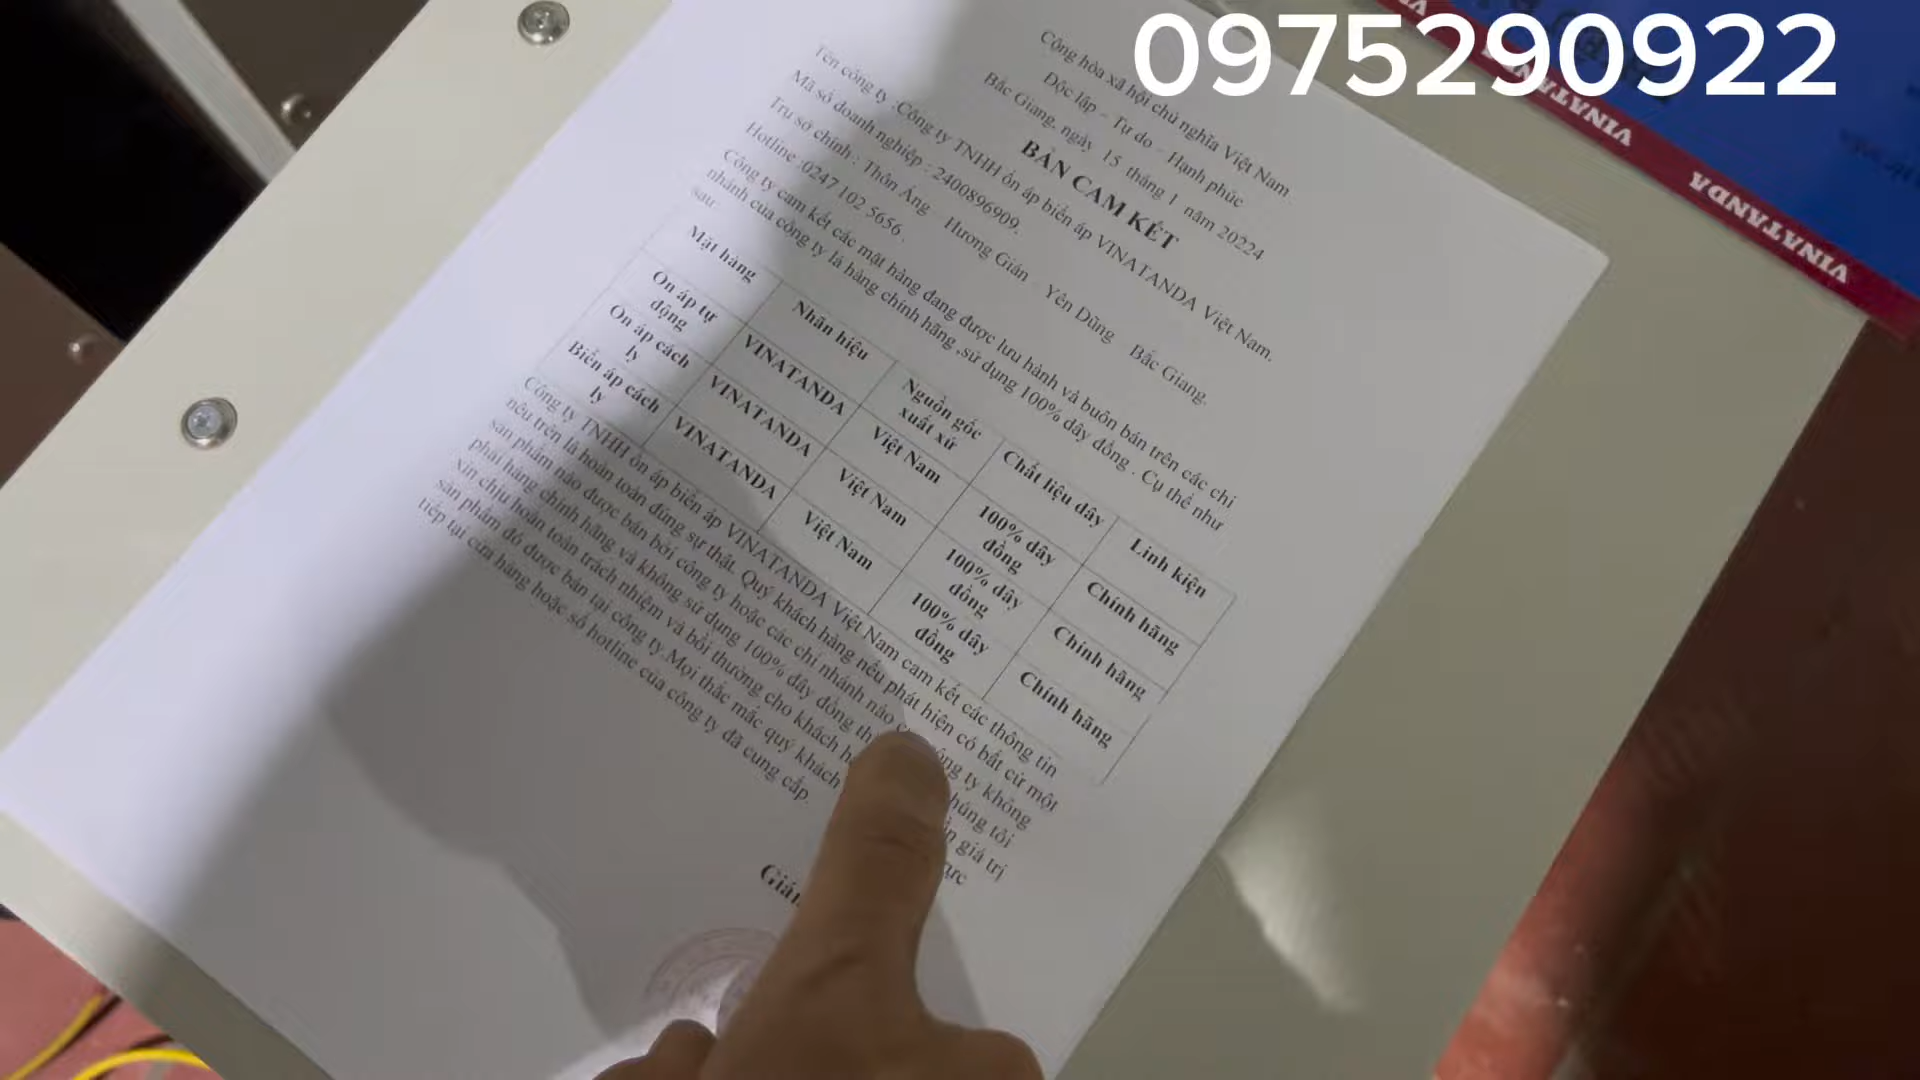 0975290922
VINATANDA
VINATANDA
Cộng hòa xã hội chủ nghĩa Việt Nam
Độc lập - Tự do - Hạnh phúc
Bắc Giang, ngày 15 tháng 1 năm 20224
BẢN CAM KẾT
Tên công ty :Công ty TNHH ổn áp biến áp VINATANDA Việt Nam.
Mã số doanh nghiệp : 2400896909.
Trụ sở chính : Thôn Áng Hương Gián Yên Dũng Bắc Giang.
Hotline :0247 102 5656 .
Công ty cam kết các mặt hàng đang được lưu hành và buôn bán trên các chi
nhánh của công ty là hàng chính hãng ,sử dụng 100% dây đồng . Cụ thể như
sau
Mặt hàng Nhãn hiệu Nguồn gốc xuất xứ Chất liệu dây Linh kiện
Ổn áp tự động VINATANDA Việt Nam 100% dây đồng Chính hãng
Ổn áp cách ly VINATANDA Việt Nam 100% dây đồng Chính hãng
Biến áp cách ly VINATANDA Việt Nam 100% dây đồng Chính hãng
Công ty TNHH ổn áp biến áp VINATANDA Việt Nam cam kết các thông tin
nêu trên là hoàn toàn đúng sự thật. Quý khách hàng nếu phát hiện có bất cứ một
sản phẩm nào được bán bởi công ty hoặc các chi nhánh nào công ty không
phải hàng chính hãng và không sử dụng 100% dây đồng chúng tôi
xin chịu hoàn toàn trách nhiệm và bồi thường cho khách giá trị
sản phẩm đó được bán tại công ty.Mọi thắc mắc quý khách
tiếp tại cửa hàng hoặc số hotline của công ty đã cung cấp.